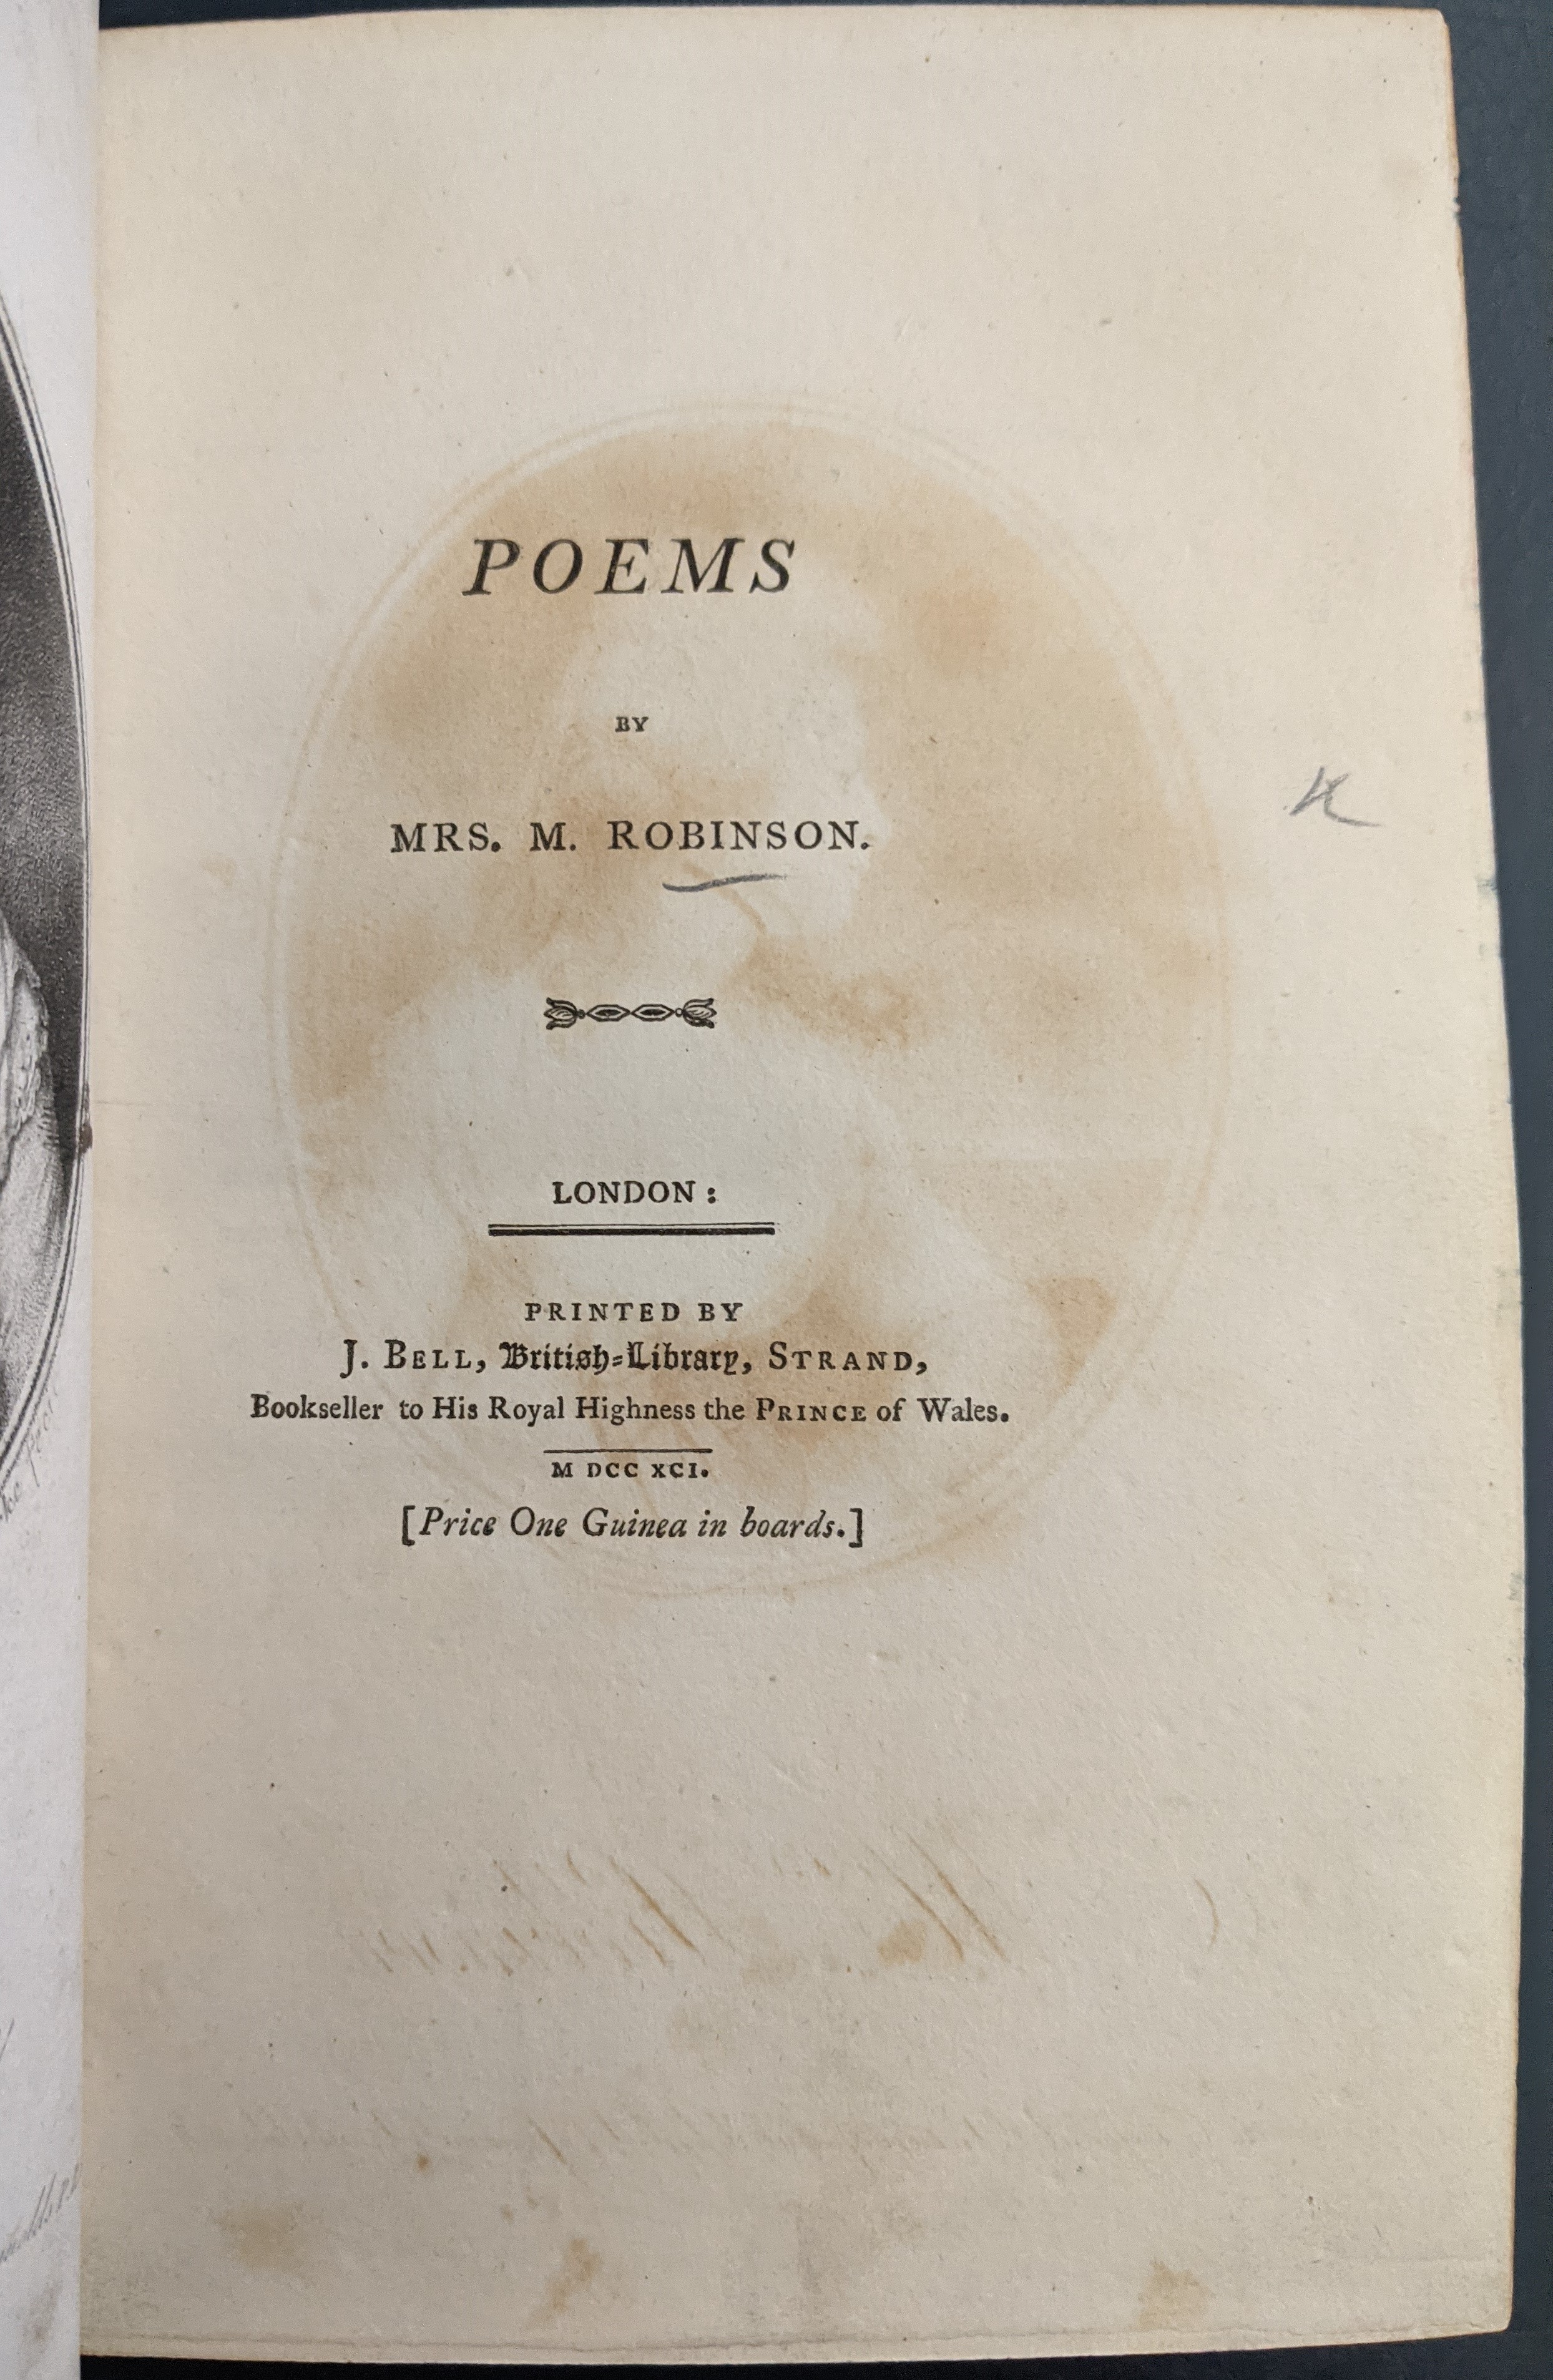 POEMS
BY
MRS. M. ROBINSON.
LONDON:
PRINTED BY
J. BELL, British-Library, STRAND,
Bookseller to His Royal Highness the PRINCE of Wales.
M DCC XCI.
[Price One Guinea in boards.]